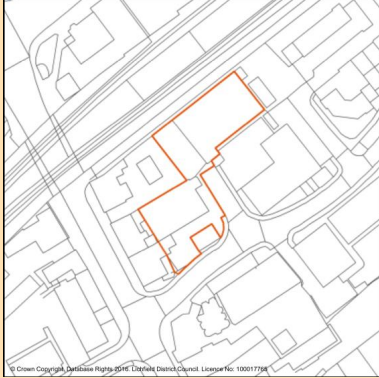 © Crown Copyright, Database Rights 2016. Lichfield District Council. Licence No: 100017765